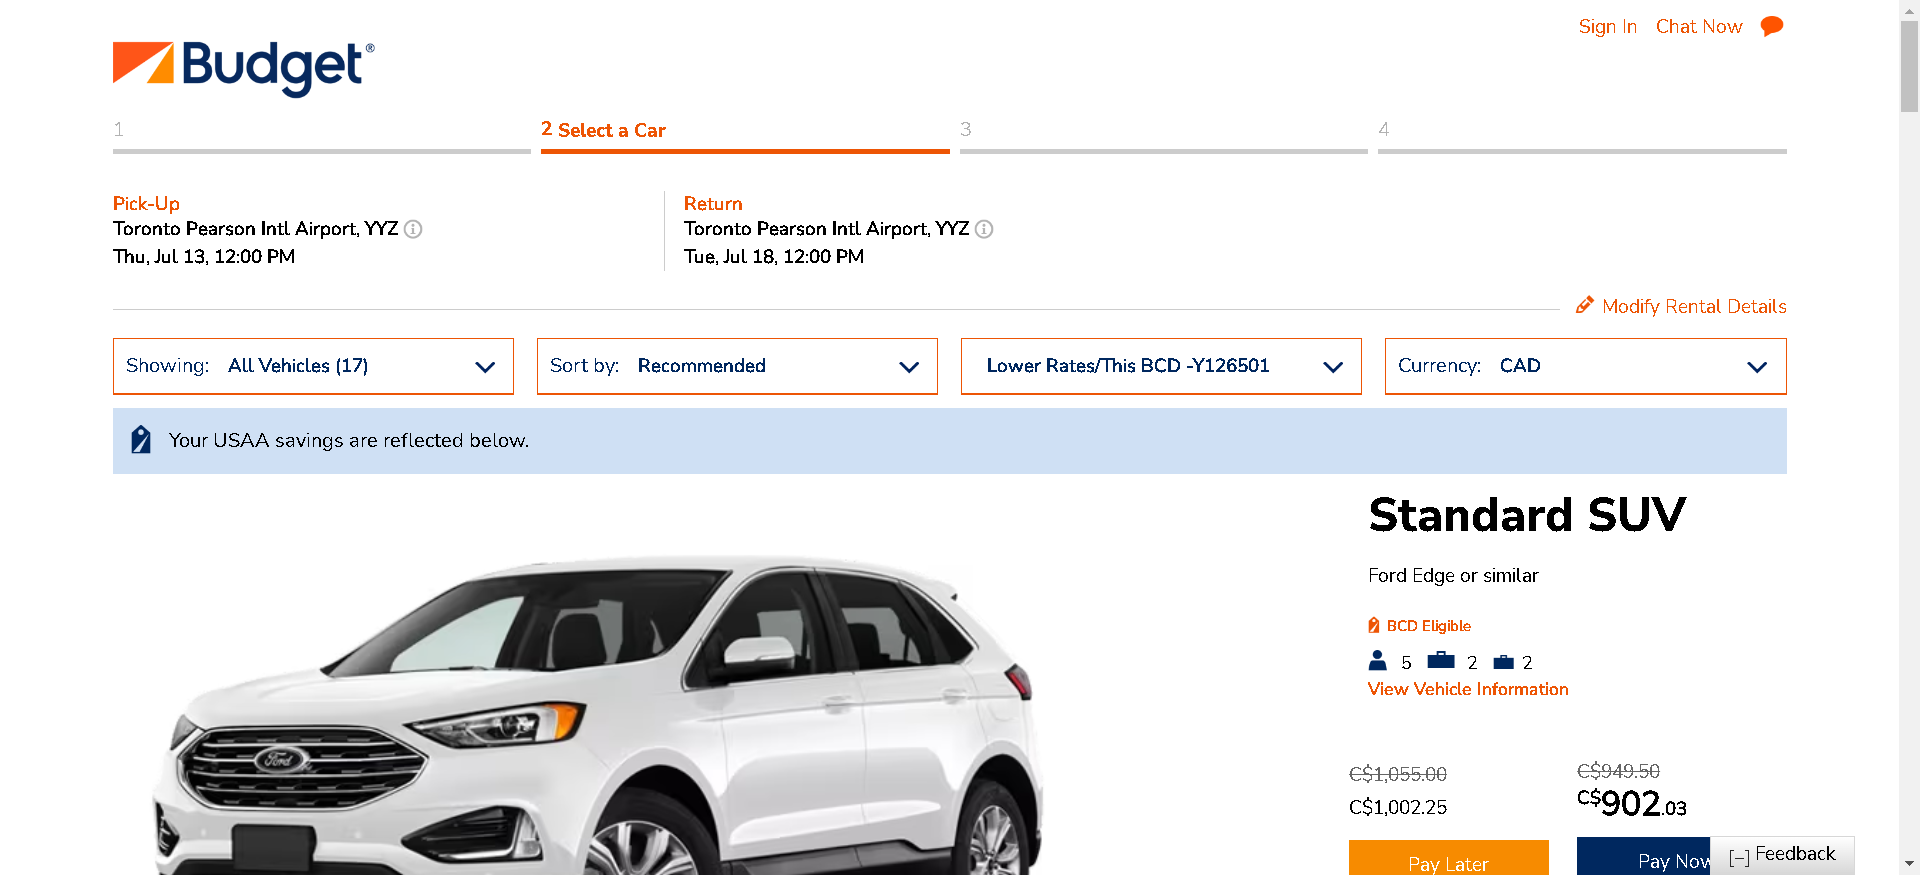 Sign In Chat Now
Budget®
1
2 Select a Car
3
4
Pick-Up
Toronto Pearson Intl Airport, YYZ
Thu, Jul 13, 12:00 PM
Return
Toronto Pearson Intl Airport, YYZ
Tue, Jul 18, 12:00 PM
Modify Rental Details
Showing: All Vehicles (17)
Sort by: Recommended
Lower Rates/This BCD -Y126501
Currency: CAD
Your USAA savings are reflected below.
Standard SUV
Ford Edge or similar
BCD Eligible
5 2 2
View Vehicle Information
C$1,055.00
C$1,002.25
C$949.50
C$902.03
Pay Later
Pay Now
[-] Feedback
Ford